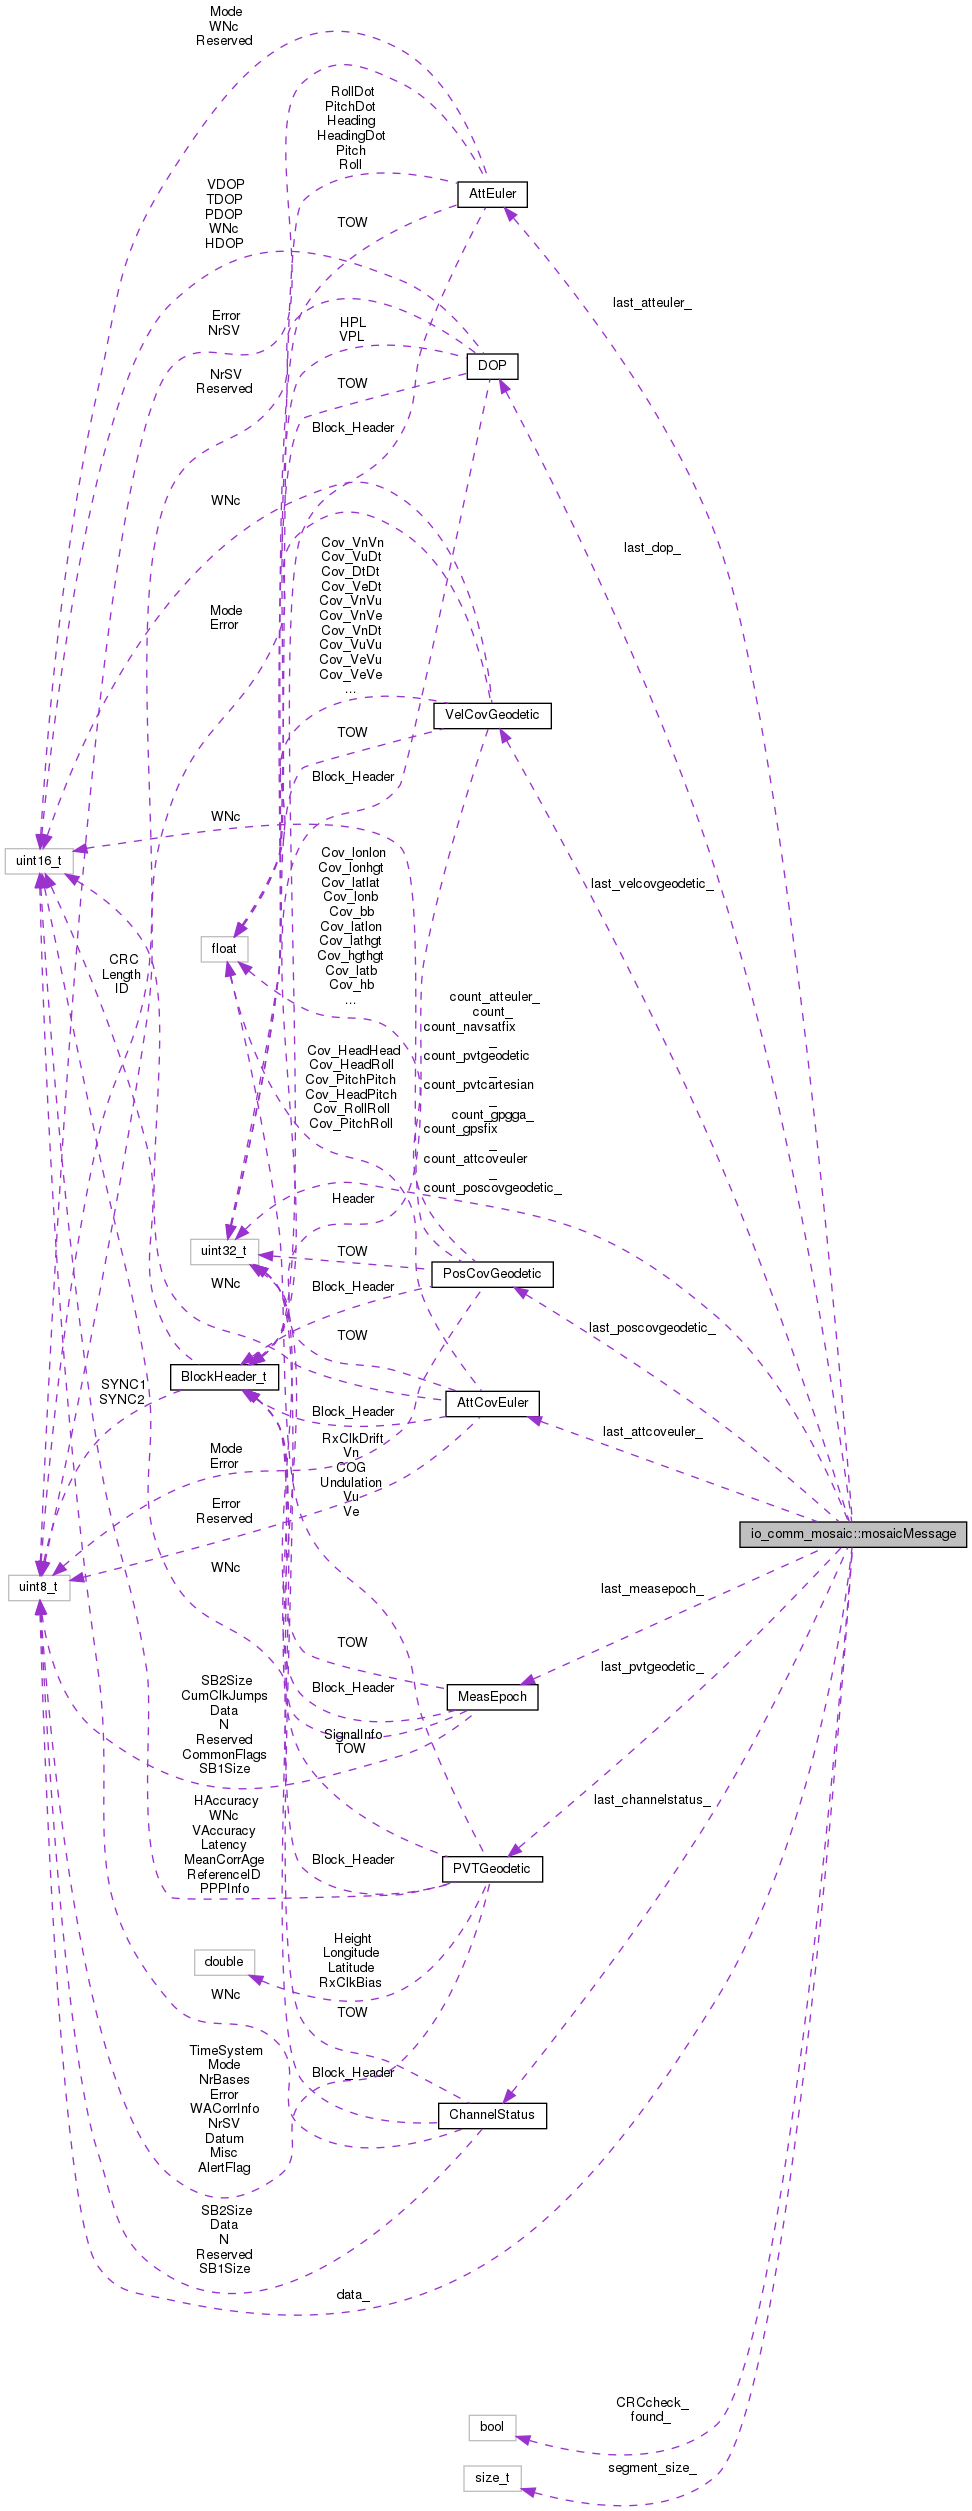 Mode
WNc
Reserved
RollDot
PitchDot
Heading
HeadingDot
Pitch
Roll
AttEuler
VDOP
TDOP
PDOP
WNc
HDOP
TOW
last_atteuler_
Error
NrSV
HPL
VPL
DOP
NrSV
Reserved
TOW
Block_Header
WNc
last_dop_
Cov_VnVn
Cov_VuDt
Cov_DtDt
Cov_VeDt
Cov_VnVu
Cov_VnVe
Cov_VnDt
Cov_VuVu
Cov_VeVu
Cov_VeVe
...
Mode
Error
VelCovGeodetic
TOW
Block_Header
WNc
uint16_t
Cov_lonlon
Cov_lonhgt
Cov_latlat
Cov_lonb
Cov_bb
Cov_latlon
Cov_lathgt
Cov_hgthgt
Cov_latb
Cov_hb
...
last_velcovgeodetic_
float
CRC
Length
ID
count_atteuler_
count_
count_navsatfix
_
count_pvtgeodetic
_
count_pvtcartesian
_
count_gpgga_
count_gpsfix
_
count_attcoveuler
_
count_poscovgeodetic_
Cov_HeadHead
Cov_HeadRoll
Cov_PitchPitch
Cov_HeadPitch
Cov_RollRoll
Cov_PitchRoll
Header
uint32_t
TOW
PosCovGeodetic
WNc
Block_Header
last_poscovgeodetic_
TOW
BlockHeader_t
SYNC1
SYNC2
AttCovEuler
Block_Header
last_attcoveuler_
RxClkDrift
Vn
COG
Undulation
Vu
Ve
Mode
Error
Error
Reserved
io_comm_mosaic::mosaicMessage
WNc
uint8_t
last_measepoch_
TOW
last_pvtgeodetic_
Block_Header
MeasEpoch
SB2Size
CumClkJumps
Data
N
Reserved
CommonFlags
SB1Size
SignalInfo
TOW
last_channelstatus_
HAccuracy
WNc
VAccuracy
Latency
MeanCorrAge
ReferenceID
PPPInfo
Block_Header
PVTGeodetic
Height
Longitude
Latitude
RxClkBias
double
WNc
TOW
TimeSystem
Mode
NrBases
Error
WACorrInfo
NrSV
Datum
Misc
AlertFlag
Block_Header
ChannelStatus
SB2Size
Data
N
Reserved
SB1Size
data_
CRCcheck_
found_
bool
segment_size_
size_t